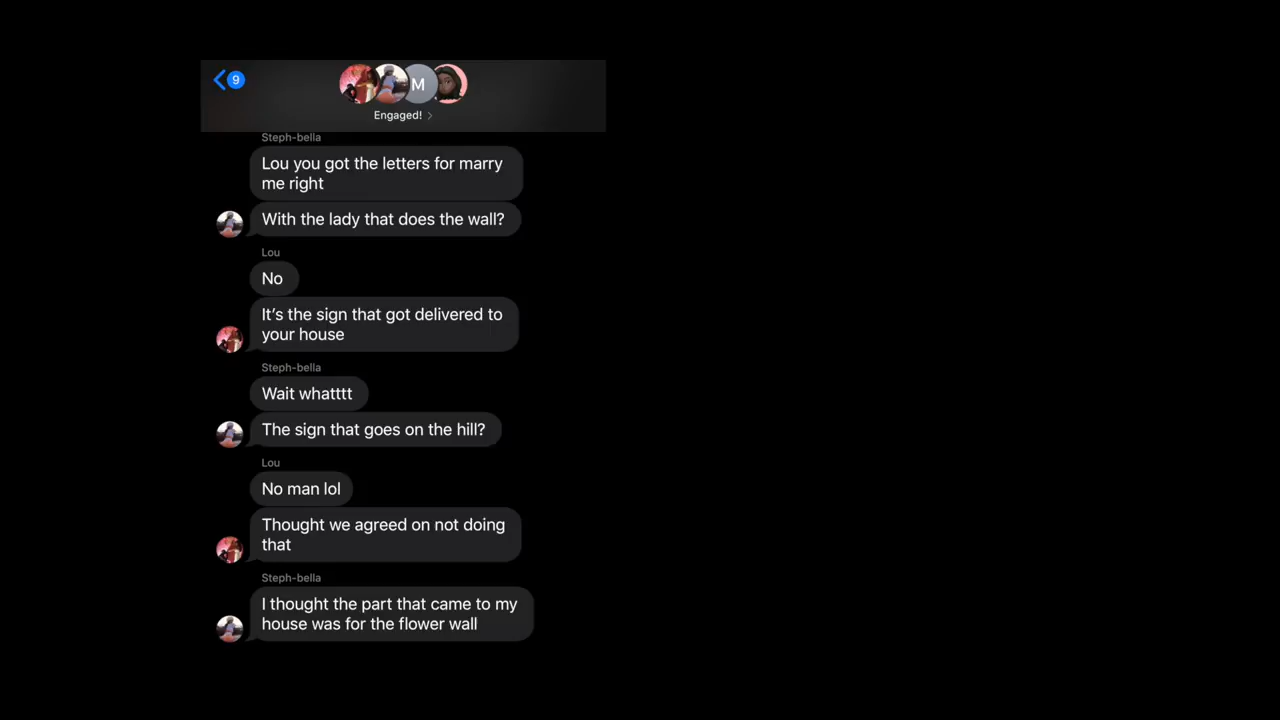 9
M
Engaged!
Steph-bella
Lou you got the letters for marry
me right
With the lady that does the wall?
Lou
No
It’s the sign that got delivered to
your house
Steph-bella
Wait whatttt
The sign that goes on the hill?
Lou
No man lol
Thought we agreed on not doing
that
Steph-bella
I thought the part that came to my
house was for the flower wall